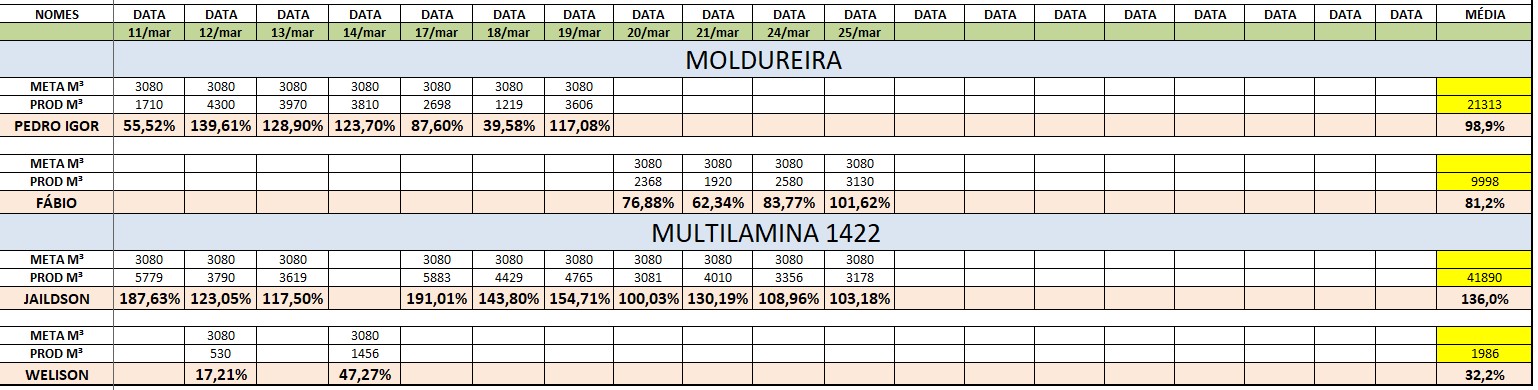 NOMES DATA DATA DATA DATA DATA DATA DATA DATA DATA DATA DATA DATA DATA DATA DATA DATA DATA DATA DATA MÉDIA
11/mar 12/mar 13/mar 14/mar 17/mar 18/mar 19/mar 20/mar 21/mar 24/mar 25/mar
MOLDUREIRA
META M³ 3080 3080 3080 3080 3080 3080 3080
PROD M³ 1710 4300 3970 3810 2698 1219 3606 21313
PEDRO IGOR 55,52% 139,61% 128,90% 123,70% 87,60% 39,58% 117,08% 98,9%
META M³ 3080 3080 3080 3080
PROD M³ 2368 1920 2580 3130 9998
FÁBIO 76,88% 62,34% 83,77% 101,62% 81,2%
MULTILAMINA 1422
META M³ 3080 3080 3080 3080 3080 3080 3080 3080 3080 3080
PROD M³ 5779 3790 3619 5883 4429 4765 3081 4010 3356 3178 41890
JAILDSON 187,63% 123,05% 117,50% 191,01% 143,80% 154,71% 100,03% 130,19% 108,96% 103,18% 136,0%
META M³ 3080 3080
PROD M³ 530 1456 1986
WELISON 17,21% 47,27% 32,2%